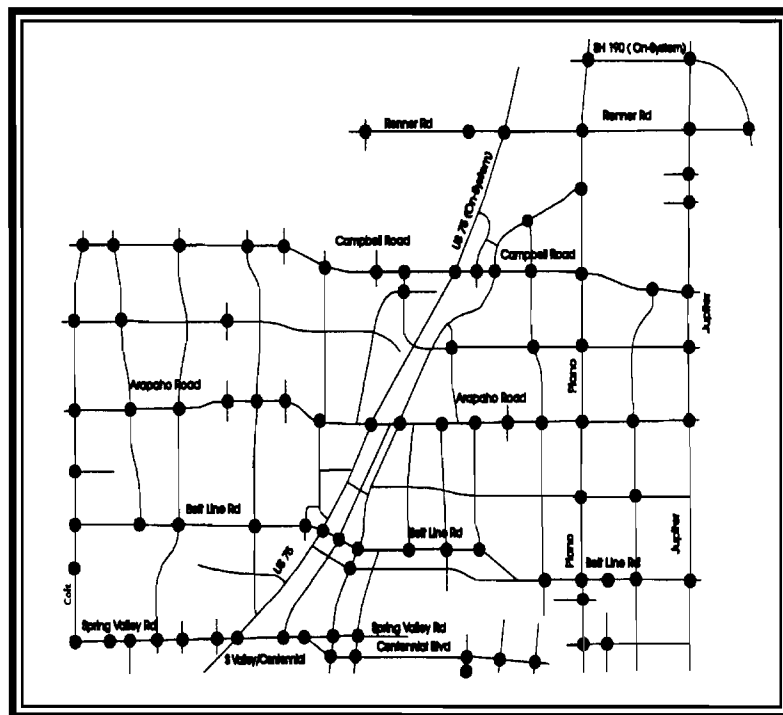 SH 190 (On-System)
Renner Rd
Renner Rd
US 75 (On-System)
Campbell Road
Campbell Road
Jupiter
Plano
Arapaho Road
Arapaho Road
Belt Line Rd
Belt Line Rd
Jupiter
Plano
US 75
Belt Line Rd
Coit
Spring Valley Rd
Spring Valley Rd
S Valley/Centennial
Centennial Blvd